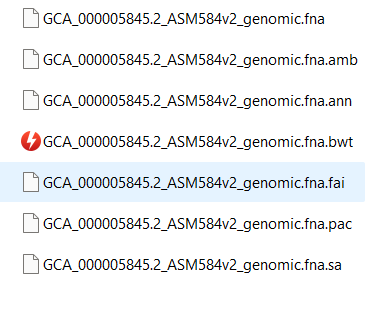 GCA_000005845.2_ASM584v2_genomic.fna
GCA_000005845.2_ASM584v2_genomic.fna.amb
GCA_000005845.2_ASM584v2_genomic.fna.ann
GCA_000005845.2_ASM584v2_genomic.fna.bwt
GCA_000005845.2_ASM584v2_genomic.fna.fai
GCA_000005845.2_ASM584v2_genomic.fna.pac
GCA_000005845.2_ASM584v2_genomic.fna.sa